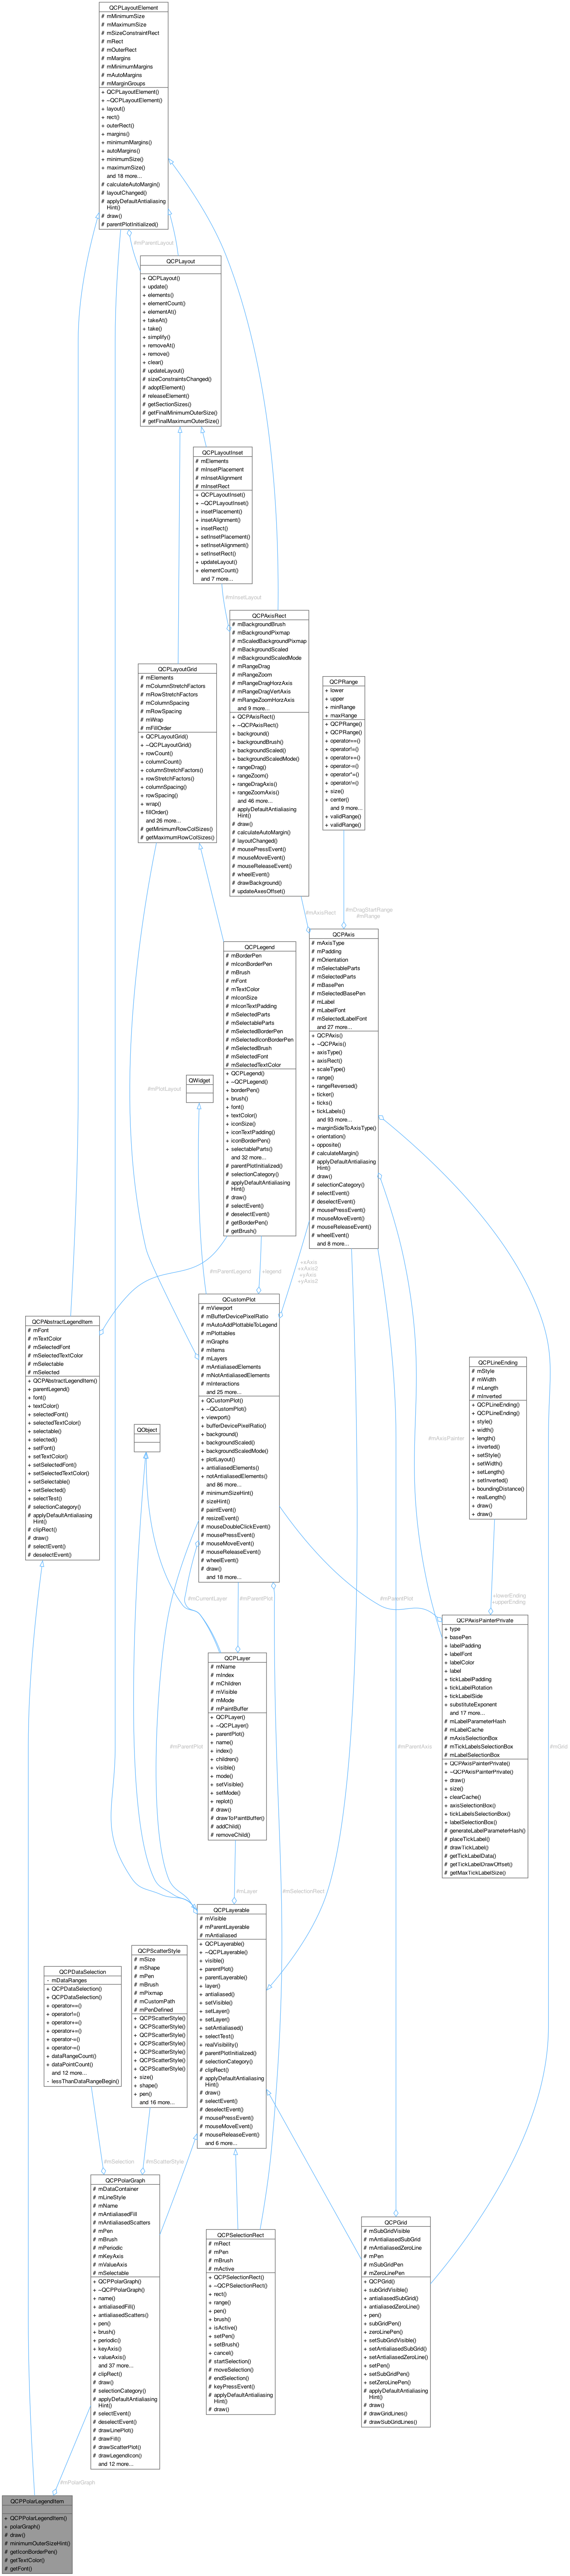 QCPLayoutElement
# mMinimumSize
# mMaximumSize
# mSizeConstraintRect
# mRect
# mOuterRect
# mMargins
# mMinimumMargins
# mAutoMargins
# mMarginGroups
+ QCPLayoutElement()
+ ~QCPLayoutElement()
+ layout()
+ rect()
+ outerRect()
+ margins()
+ minimumMargins()
+ autoMargins()
+ minimumSize()
+ maximumSize()
and 18 more...
# calculateAutoMargin()
# layoutChanged()
# applyDefaultAntialiasing
Hint()
# draw()
# parentPlotInitialized()
#mParentLayout
QCPLayout
+ QCPLayout()
+ update()
+ elements()
+ elementCount()
+ elementAt()
+ takeAt()
+ take()
+ simplify()
+ removeAt()
+ remove()
+ clear()
# updateLayout()
# sizeConstraintsChanged()
# adoptElement()
# releaseElement()
# getSectionSizes()
# getFinalMinimumOuterSize()
# getFinalMaximumOuterSize()
QCPLayoutInset
# mElements
# mInsetPlacement
# mInsetAlignment
# mInsetRect
+ QCPLayoutInset()
+ ~QCPLayoutInset()
+ insetPlacement()
+ insetAlignment()
+ insetRect()
+ setInsetPlacement()
+ setInsetAlignment()
+ setInsetRect()
+ updateLayout()
+ elementCount()
and 7 more...
#mInsetLayout
QCPAxisRect
# mBackgroundBrush
# mBackgroundPixmap
# mScaledBackgroundPixmap
# mBackgroundScaled
# mBackgroundScaledMode
# mRangeDrag
# mRangeZoom
# mRangeDragHorzAxis
# mRangeDragVertAxis
# mRangeZoomHorzAxis
and 9 more...
+ QCPAxisRect()
+ ~QCPAxisRect()
+ background()
+ backgroundBrush()
+ backgroundScaled()
+ backgroundScaledMode()
+ rangeDrag()
+ rangeZoom()
+ rangeDragAxis()
+ rangeZoomAxis()
and 46 more...
# applyDefaultAntialiasing
Hint()
# draw()
# calculateAutoMargin()
# layoutChanged()
# mousePressEvent()
# mouseMoveEvent()
# mouseReleaseEvent()
# wheelEvent()
# drawBackground()
# updateAxesOffset()
QCPLayoutGrid
# mElements
# mColumnStretchFactors
# mRowStretchFactors
# mColumnSpacing
# mRowSpacing
# mWrap
# mFillOrder
+ QCPLayoutGrid()
+ ~QCPLayoutGrid()
+ rowCount()
+ columnCount()
+ columnStretchFactors()
+ rowStretchFactors()
+ columnSpacing()
+ rowSpacing()
+ wrap()
+ fillOrder()
and 26 more...
# getMinimumRowColSizes()
# getMaximumRowColSizes()
QCPRange
+ lower
+ upper
+ minRange
+ maxRange
+ QCPRange()
+ QCPRange()
+ operator==()
+ operator!=()
+ operator+=()
+ operator-=()
+ operator*=()
+ operator/=()
+ size()
+ center()
and 9 more...
+ validRange()
+ validRange()
#mAxisRect
#mDragStartRange
#mRange
QCPAxis
# mAxisType
# mPadding
# mOrientation
# mSelectableParts
# mSelectedParts
# mBasePen
# mSelectedBasePen
# mLabel
# mLabelFont
# mSelectedLabelFont
and 27 more...
+ QCPAxis()
+ ~QCPAxis()
+ axisType()
+ axisRect()
+ scaleType()
+ range()
+ rangeReversed()
+ ticker()
+ ticks()
+ tickLabels()
and 93 more...
+ marginSideToAxisType()
+ orientation()
+ opposite()
# calculateMargin()
# applyDefaultAntialiasing
Hint()
# draw()
# selectionCategory()
# selectEvent()
# deselectEvent()
# mousePressEvent()
# mouseMoveEvent()
# mouseReleaseEvent()
# wheelEvent()
and 8 more...
QCPLegend
# mBorderPen
# mIconBorderPen
# mBrush
# mFont
# mTextColor
# mIconSize
# mIconTextPadding
# mSelectedParts
# mSelectableParts
# mSelectedBorderPen
# mSelectedIconBorderPen
# mSelectedBrush
# mSelectedFont
# mSelectedTextColor
+ QCPLegend()
+ ~QCPLegend()
+ borderPen()
+ brush()
+ font()
+ textColor()
+ iconSize()
+ iconTextPadding()
+ iconBorderPen()
+ selectableParts()
and 32 more...
# parentPlotInitialized()
# selectionCategory()
# applyDefaultAntialiasing
Hint()
# draw()
# selectEvent()
# deselectEvent()
# getBorderPen()
# getBrush()
QWidget
#mPlotLayout
#mParentLegend
+legend
+xAxis
+xAxis2
+yAxis
+yAxis2
QCustomPlot
# mViewport
# mBufferDevicePixelRatio
# mAutoAddPlottableToLegend
# mPlottables
# mGraphs
# mItems
# mLayers
# mAntialiasedElements
# mNotAntialiasedElements
# mInteractions
and 25 more...
+ QCustomPlot()
+ ~QCustomPlot()
+ viewport()
+ bufferDevicePixelRatio()
+ background()
+ backgroundScaled()
+ backgroundScaledMode()
+ plotLayout()
+ antialiasedElements()
+ notAntialiasedElements()
and 86 more...
# minimumSizeHint()
# sizeHint()
# paintEvent()
# resizeEvent()
# mouseDoubleClickEvent()
# mousePressEvent()
# mouseMoveEvent()
# mouseReleaseEvent()
# wheelEvent()
# draw()
and 18 more...
QCPAbstractLegendItem
# mFont
# mTextColor
# mSelectedFont
# mSelectedTextColor
# mSelectable
# mSelected
+ QCPAbstractLegendItem()
+ parentLegend()
+ font()
+ textColor()
+ selectedFont()
+ selectedTextColor()
+ selectable()
+ selected()
+ setFont()
+ setTextColor()
+ setSelectedFont()
+ setSelectedTextColor()
+ setSelectable()
+ setSelected()
+ selectTest()
# selectionCategory()
# applyDefaultAntialiasing
Hint()
# clipRect()
# draw()
# selectEvent()
# deselectEvent()
QObject
QCPLineEnding
# mStyle
# mWidth
# mLength
# mInverted
+ QCPLineEnding()
+ QCPLineEnding()
+ style()
+ width()
+ length()
+ inverted()
+ setStyle()
+ setWidth()
+ setLength()
+ setInverted()
+ boundingDistance()
+ realLength()
+ draw()
+ draw()
#mAxisPainter
+lowerEnding
+upperEnding
#mCurrentLayer
#mParentPlot
#mParentPlot
QCPAxisPainterPrivate
+ type
+ basePen
+ labelPadding
+ labelFont
+ labelColor
+ label
+ tickLabelPadding
+ tickLabelRotation
+ tickLabelSide
+ substituteExponent
and 17 more...
# mLabelParameterHash
# mLabelCache
# mAxisSelectionBox
# mTickLabelsSelectionBox
# mLabelSelectionBox
+ QCPAxisPainterPrivate()
+ ~QCPAxisPainterPrivate()
+ draw()
+ size()
+ clearCache()
+ axisSelectionBox()
+ tickLabelsSelectionBox()
+ labelSelectionBox()
# generateLabelParameterHash()
# placeTickLabel()
# drawTickLabel()
# getTickLabelData()
# getTickLabelDrawOffset()
# getMaxTickLabelSize()
QCPLayer
# mName
# mIndex
# mChildren
# mVisible
# mMode
# mPaintBuffer
+ QCPLayer()
+ ~QCPLayer()
+ parentPlot()
+ name()
+ index()
+ children()
+ visible()
+ mode()
+ setVisible()
+ setMode()
+ replot()
# draw()
# drawToPaintBuffer()
# addChild()
# removeChild()
#mParentPlot
#mParentAxis
#mGrid
#mLayer
#mSelectionRect
QCPLayerable
# mVisible
# mParentLayerable
# mAntialiased
+ QCPLayerable()
+ ~QCPLayerable()
+ visible()
+ parentPlot()
+ parentLayerable()
+ layer()
+ antialiased()
+ setVisible()
+ setLayer()
+ setLayer()
+ setAntialiased()
+ selectTest()
+ realVisibility()
# parentPlotInitialized()
# selectionCategory()
# clipRect()
# applyDefaultAntialiasing
Hint()
# draw()
# selectEvent()
# deselectEvent()
# mousePressEvent()
# mouseMoveEvent()
# mouseReleaseEvent()
and 6 more...
QCPScatterStyle
# mSize
# mShape
# mPen
# mBrush
# mPixmap
# mCustomPath
# mPenDefined
+ QCPScatterStyle()
+ QCPScatterStyle()
+ QCPScatterStyle()
+ QCPScatterStyle()
+ QCPScatterStyle()
+ QCPScatterStyle()
+ QCPScatterStyle()
+ size()
+ shape()
+ pen()
and 16 more...
QCPDataSelection
- mDataRanges
+ QCPDataSelection()
+ QCPDataSelection()
+ operator==()
+ operator!=()
+ operator+=()
+ operator+=()
+ operator-=()
+ operator-=()
+ dataRangeCount()
+ dataPointCount()
and 12 more...
- lessThanDataRangeBegin()
#mSelection
#mScatterStyle
QCPPolarGraph
# mDataContainer
# mLineStyle
# mName
# mAntialiasedFill
# mAntialiasedScatters
# mPen
# mBrush
# mPeriodic
# mKeyAxis
# mValueAxis
# mSelectable
+ QCPPolarGraph()
+ ~QCPPolarGraph()
+ name()
+ antialiasedFill()
+ antialiasedScatters()
+ pen()
+ brush()
+ periodic()
+ keyAxis()
+ valueAxis()
and 37 more...
# clipRect()
# draw()
# selectionCategory()
# applyDefaultAntialiasing
Hint()
# selectEvent()
# deselectEvent()
# drawLinePlot()
# drawFill()
# drawScatterPlot()
# drawLegendIcon()
and 12 more...
QCPSelectionRect
# mRect
# mPen
# mBrush
# mActive
+ QCPSelectionRect()
+ ~QCPSelectionRect()
+ rect()
+ range()
+ pen()
+ brush()
+ isActive()
+ setPen()
+ setBrush()
+ cancel()
# startSelection()
# moveSelection()
# endSelection()
# keyPressEvent()
# applyDefaultAntialiasing
Hint()
# draw()
QCPGrid
# mSubGridVisible
# mAntialiasedSubGrid
# mAntialiasedZeroLine
# mPen
# mSubGridPen
# mZeroLinePen
+ QCPGrid()
+ subGridVisible()
+ antialiasedSubGrid()
+ antialiasedZeroLine()
+ pen()
+ subGridPen()
+ zeroLinePen()
+ setSubGridVisible()
+ setAntialiasedSubGrid()
+ setAntialiasedZeroLine()
+ setPen()
+ setSubGridPen()
+ setZeroLinePen()
# applyDefaultAntialiasing
Hint()
# draw()
# drawGridLines()
# drawSubGridLines()
#mPolarGraph
QCPPolarLegendItem
+ QCPPolarLegendItem()
+ polarGraph()
# draw()
# minimumOuterSizeHint()
# getIconBorderPen()
# getTextColor()
# getFont()